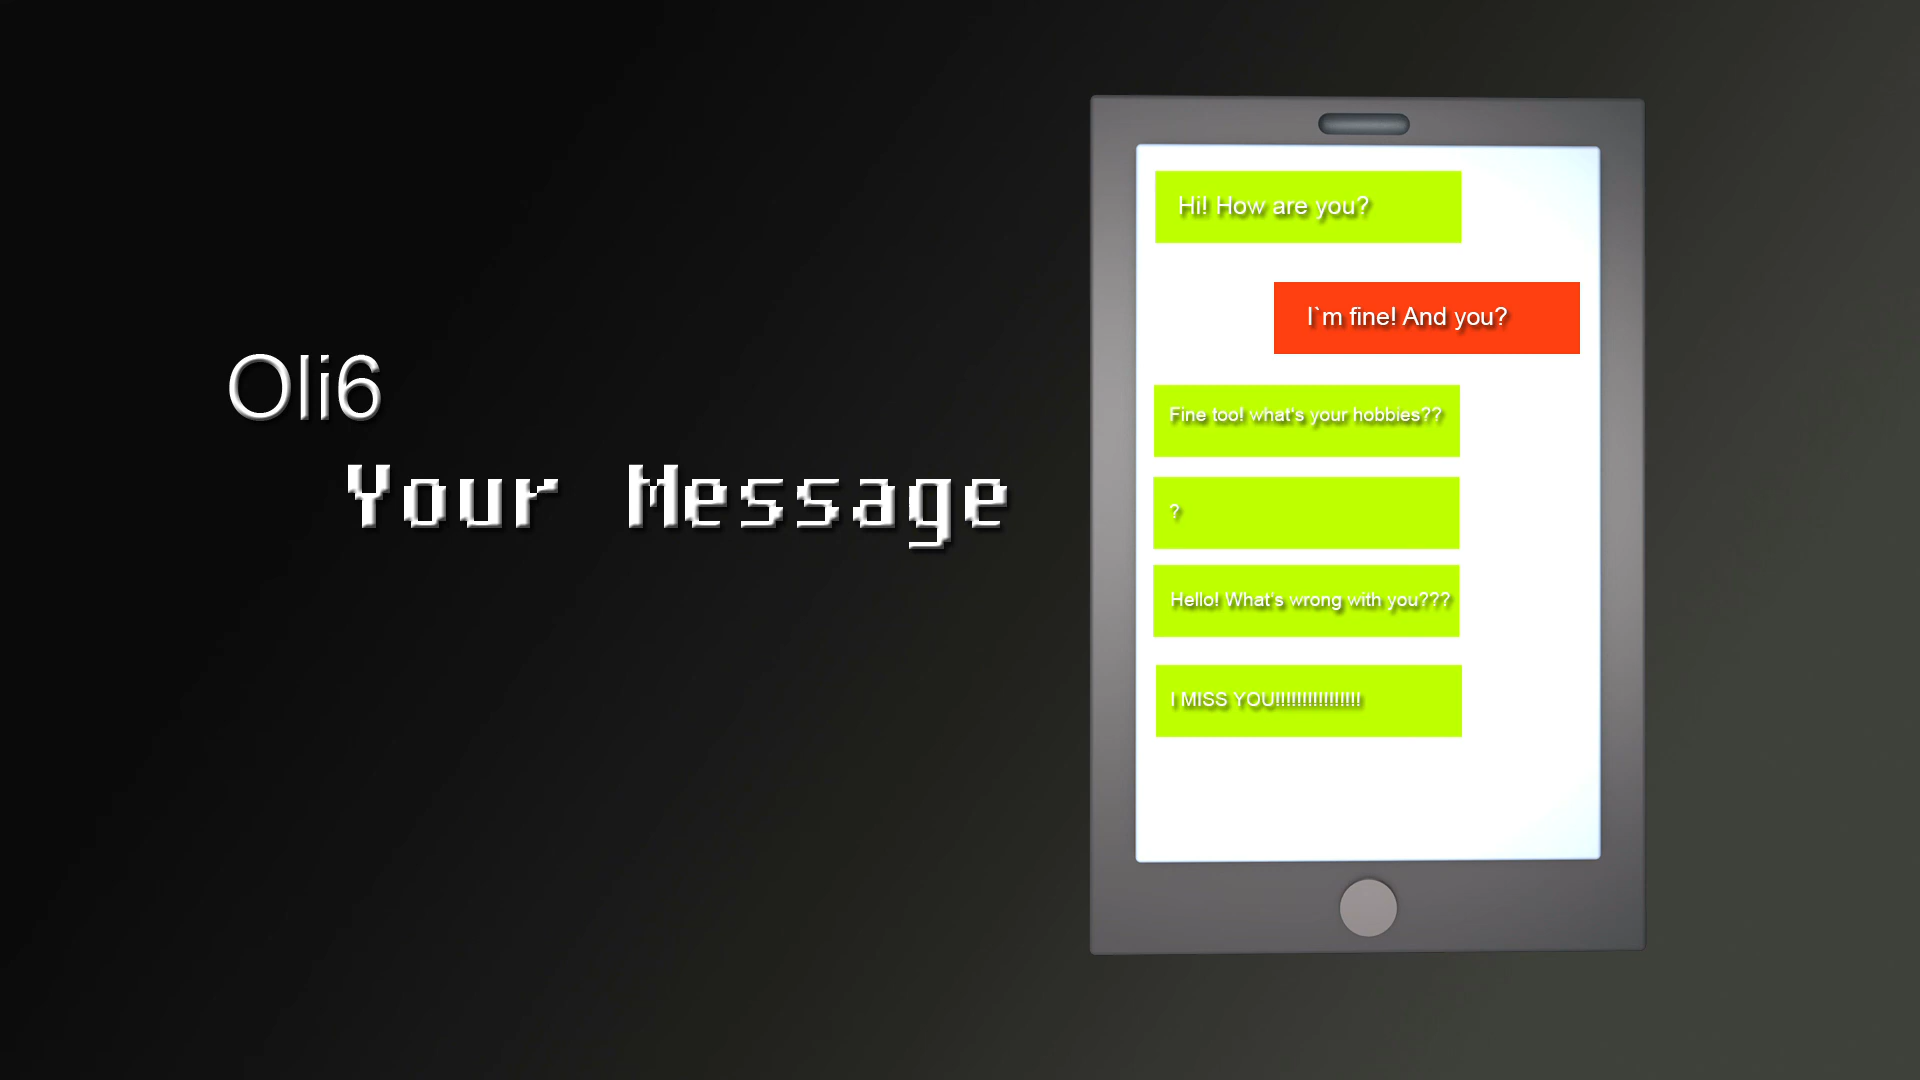 Oli6
Your Message
Hi! How are you?
I`m fine! And you?
Fine too! what's your hobbies??
?
Hello! What's wrong with you???
I MISS YOU!!!!!!!!!!!!!!!!